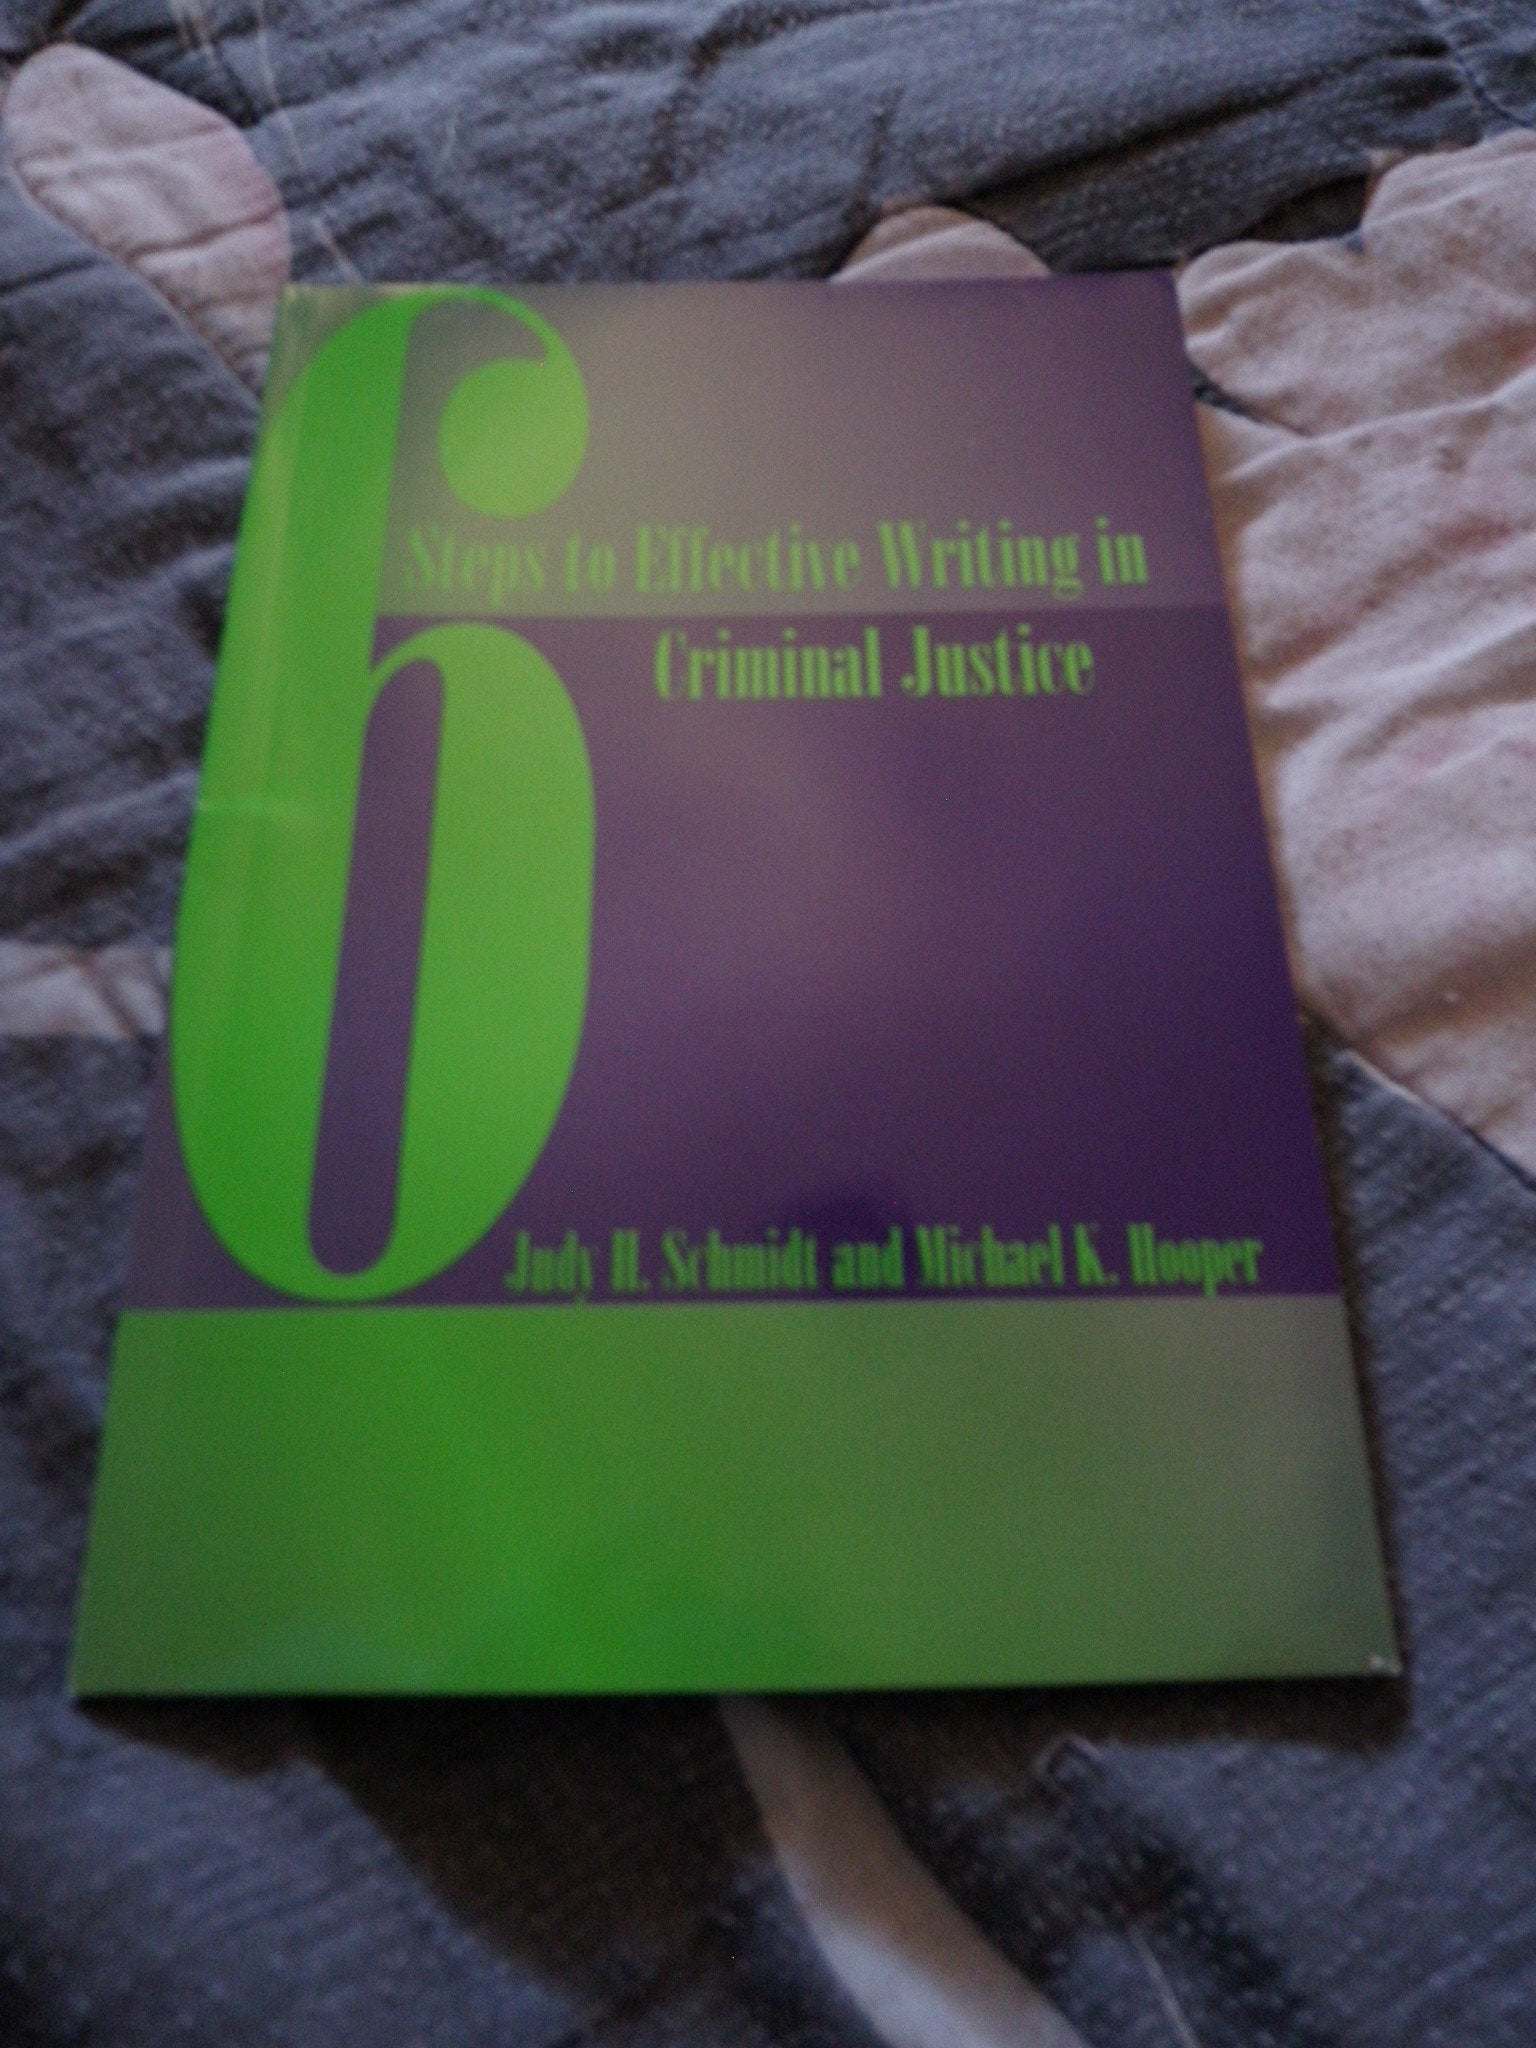 6
Steps to Effective Writing in
Criminal Justice
Judy H. Schmidt and Michael K. Hooper